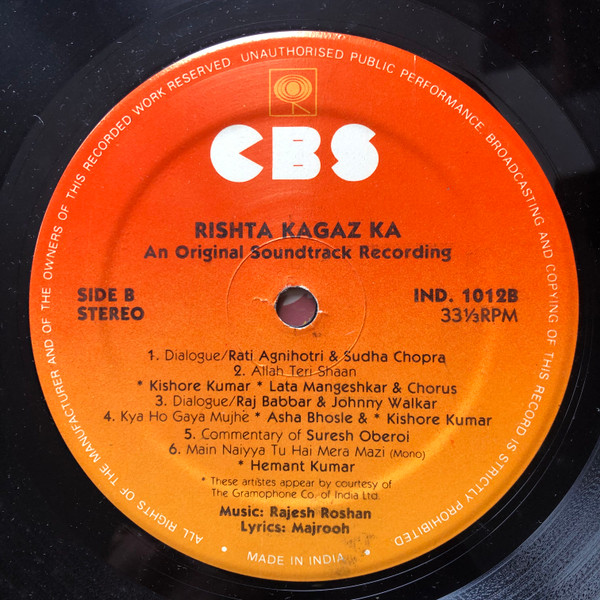 ALL RIGHTS OF THE MANUFACTURER AND OF THE OWNERS OF THIS RECORDED WORK RESERVED. UNAUTHORISED PUBLIC PERFORMANCE, BROADCASTING AND COPYING OF THIS RECORD IS STRICTLY PROHIBITED
CBS
RISHTA KAGAZ KA
An Original Soundtrack Recording
SIDE B
STEREO
IND. 1012B
33⅓RPM
1. Dialogue/Rati Agnihotri & Sudha Chopra
2. Allah Teri Shaan
* Kishore Kumar * Lata Mangeshkar & Chorus
3. Dialogue/Raj Babbar & Johnny Walkar
4. Kya Ho Gaya Mujhe * Asha Bhosle & * Kishore Kumar
5. Commentary of Suresh Oberoi
6. Main Naiyya Tu Hai Mera Mazi (Mono)
* Hemant Kumar
* These artistes appear by courtesy of
The Gramophone Co. of India Ltd.
Music: Rajesh Roshan
Lyrics: Majrooh
• MADE IN INDIA •